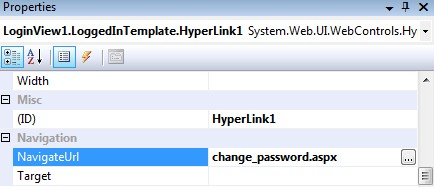 Properties
LoginView1.LoggedInTemplate.HyperLink1 System.Web.UI.WebControls.Hy
Width
Misc
(ID) HyperLink1
Navigation
NavigateUrl change_password.aspx ...
Target